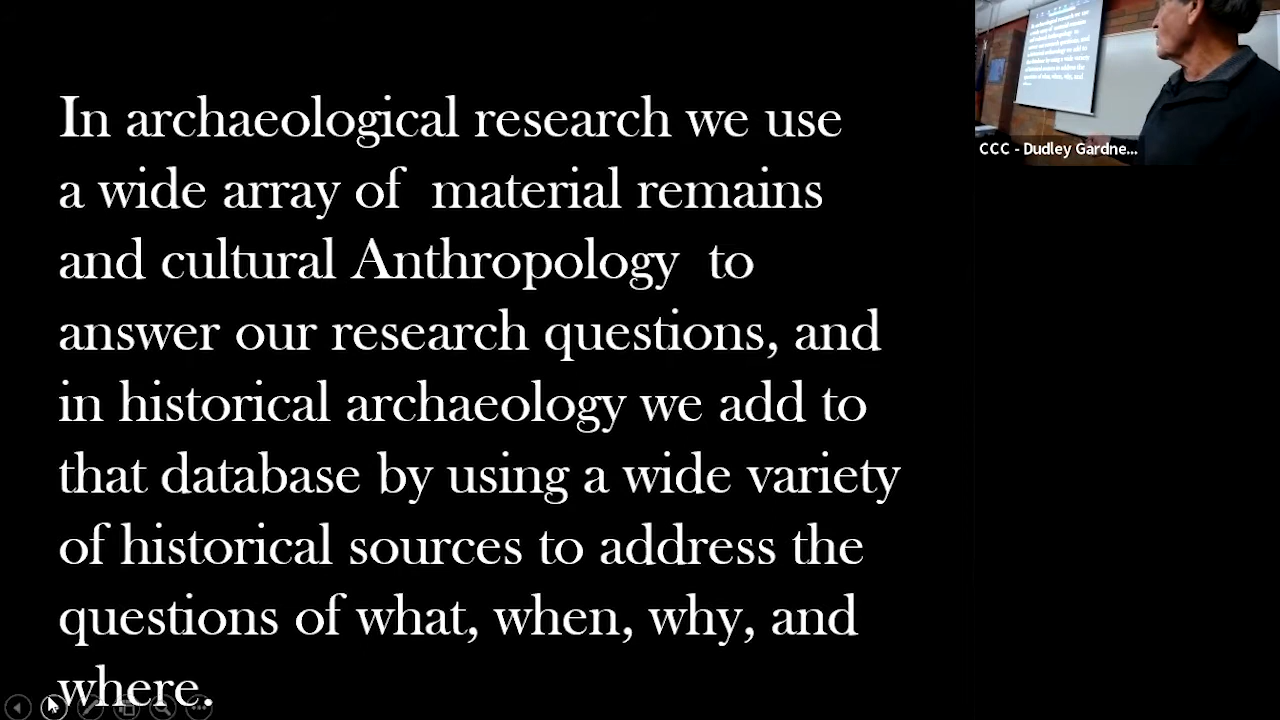 In archaeological research we use
a wide array of  material remains
and cultural Anthropology  to
answer our research questions, and
in historical archaeology we add to
that database by using a wide variety
of historical sources to address the
questions of what, when, why, and
where.
CCC - Dudley Gardne...